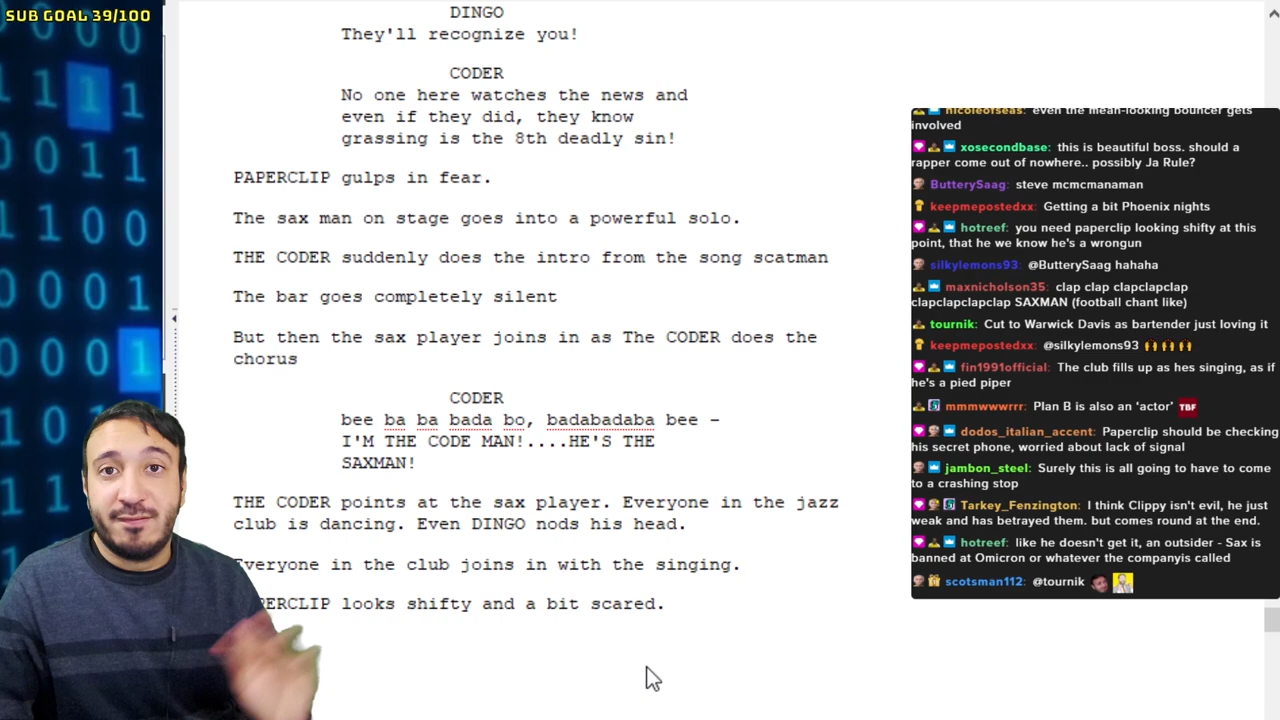 SUB GOAL 39/100
DINGO
They'll recognize you!
CODER
No one here watches the news and
even if they did, they know
grassing is the 8th deadly sin!
PAPERCLIP gulps in fear.
The sax man on stage goes into a powerful solo.
THE CODER suddenly does the intro from the song scatman
The bar goes completely silent
But then the sax player joins in as The CODER does the
chorus
CODER
bee ba ba bada bo, badabadaba bee –
I'M THE CODE MAN!....HE'S THE
SAXMAN!
THE CODER points at the sax player. Everyone in the jazz
club is dancing. Even DINGO nods his head.
Everyone in the club joins in with the singing.
PERCLIP looks shifty and a bit scared.
nicoleofseas: even the mean-looking bouncer gets
involved
xosecondbase: this is beautiful boss. should a
rapper come out of nowhere.. possibly Ja Rule?
ButterySaag: steve mcmcmanaman
keepmepostedxx: Getting a bit Phoenix nights
hotreef: you need paperclip looking shifty at this
point, that he we know he's a wrongun
silkylemons93: @ButterySaag hahaha
maxnicholson35: clap clap clapclapclap
clapclapclapclap SAXMAN (football chant like)
tournik: Cut to Warwick Davis as bartender just loving it
keepmepostedxx: @silkylemons93
fin1991official: The club fills up as hes singing, as if
he's a pied piper
mmmwwwrrr: Plan B is also an ‘actor’ TBF
dodos_italian_accent: Paperclip should be checking
his secret phone, worried about lack of signal
jambon_steel: Surely this is all going to have to come
to a crashing stop
Tarkey_Fenzington: I think Clippy isn't evil, he just
weak and has betrayed them. but comes round at the end.
hotreef: like he doesn't get it, an outsider - Sax is
banned at Omicron or whatever the companyis called
scotsman112: @tournik